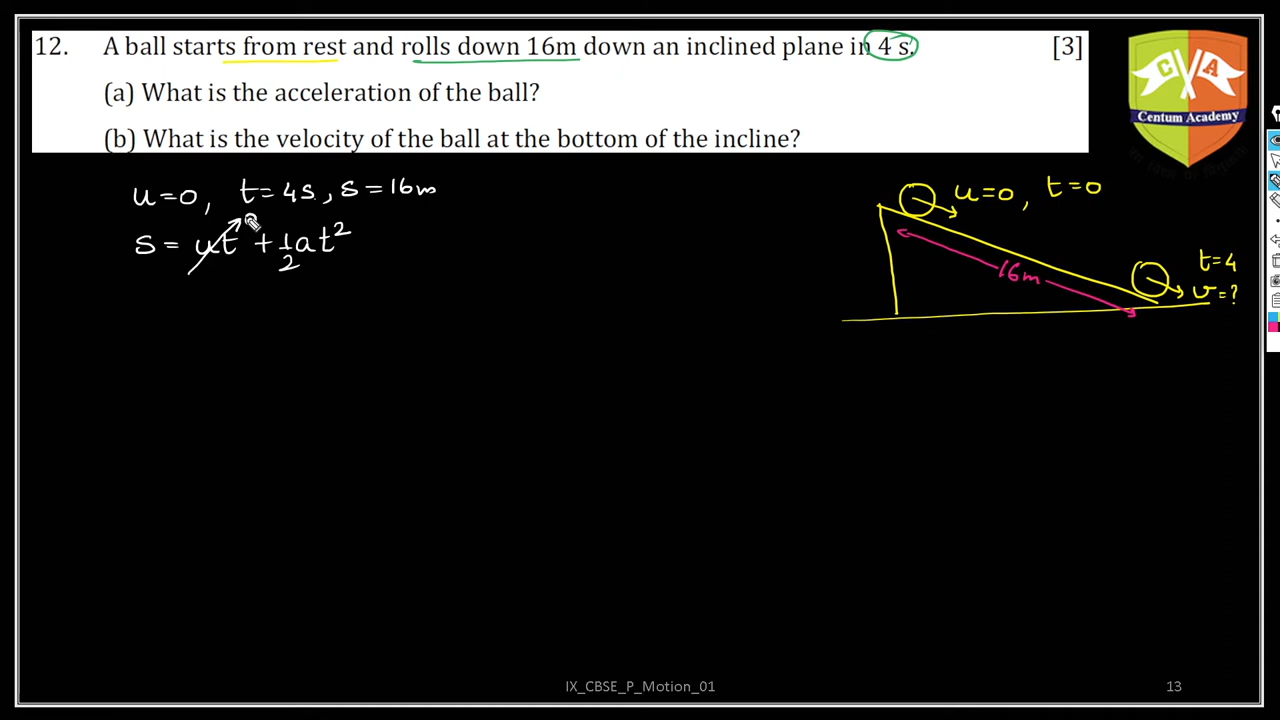 12. A ball starts from rest and rolls down 16m down an inclined plane in 4 s. [3]
(a) What is the acceleration of the ball?
(b) What is the velocity of the ball at the bottom of the incline?
C A
Centum Academy
u=0, t=4s, s=16m
s = ut + 1/2 at²
u=0, t=0
16m
t=4
v=?
IX_CBSE_P_Motion_01 13